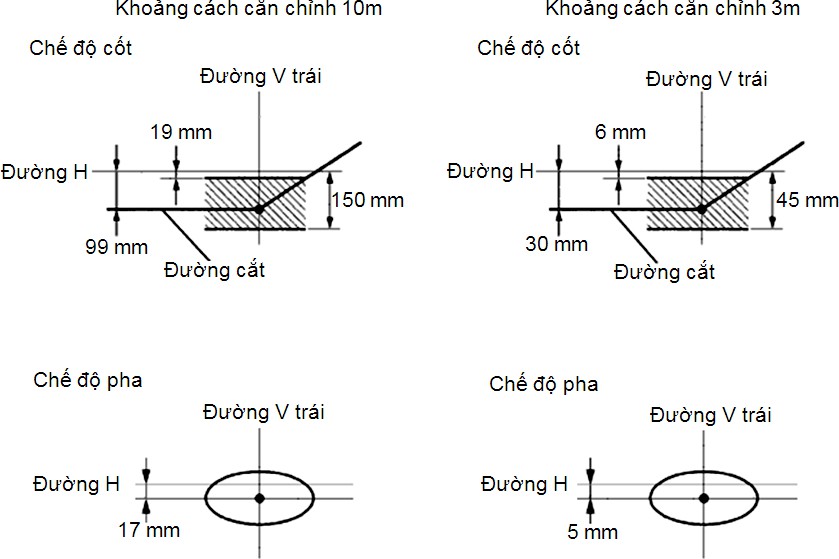 Khoảng cách căn chỉnh 10m
Khoảng cách căn chỉnh 3m
Chế độ cốt
Đường V trái
19 mm
Đường H
150 mm
99 mm
Đường cắt
Chế độ cốt
Đường V trái
6 mm
Đường H
45 mm
30 mm
Đường cắt
Chế độ pha
Đường V trái
Đường H
17 mm
Chế độ pha
Đường V trái
Đường H
5 mm